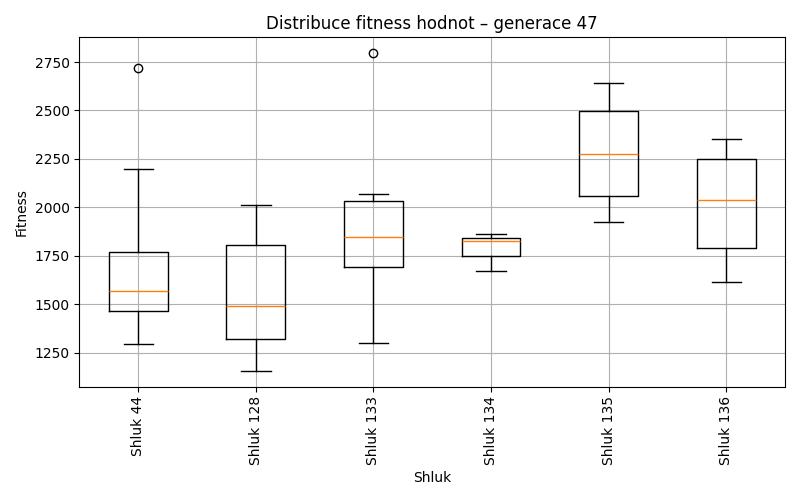 Distribuce fitness hodnot – generace 47
Fitness
2750
2500
2250
2000
1750
1500
1250
Shluk 44
Shluk 128
Shluk 133
Shluk 134
Shluk 135
Shluk 136
Shluk